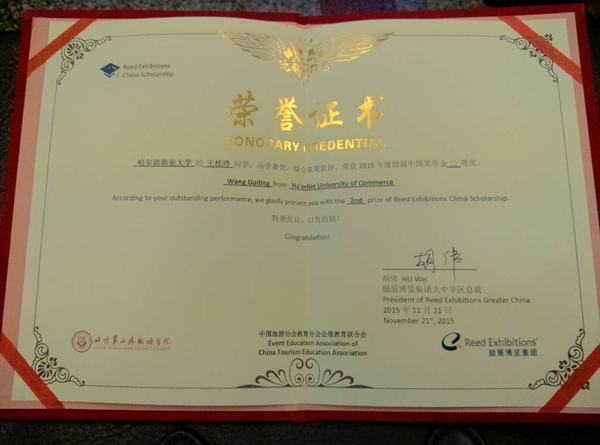 Reed Exhibitions
China Scholarship
荣誉证书
HONORARY CREDENTIAL
哈尔滨商业大学 的 王桂玲 同学，品学兼优，综合表现良好，荣获 2015 年度励展中国奖学金 二 等奖。
Wang Guiling from Ha'erbin University of Commerce
According to your outstanding performance, we gladly present you with the 2nd prize of Reed Exhibitions China Scholarship.
特颁此证，以资鼓励！
Congratulation!
胡伟
胡伟 HU Wei
励展博览集团大中华区总裁
President of Reed Exhibitions Greater China
2015 年 11 月 21 日
November 21st, 2015
北京第二外国语学院
中国旅游协会教育分会会展教育联合会
Event Education Association of
China Tourism Education Association
Reed Exhibitions
励展博览集团